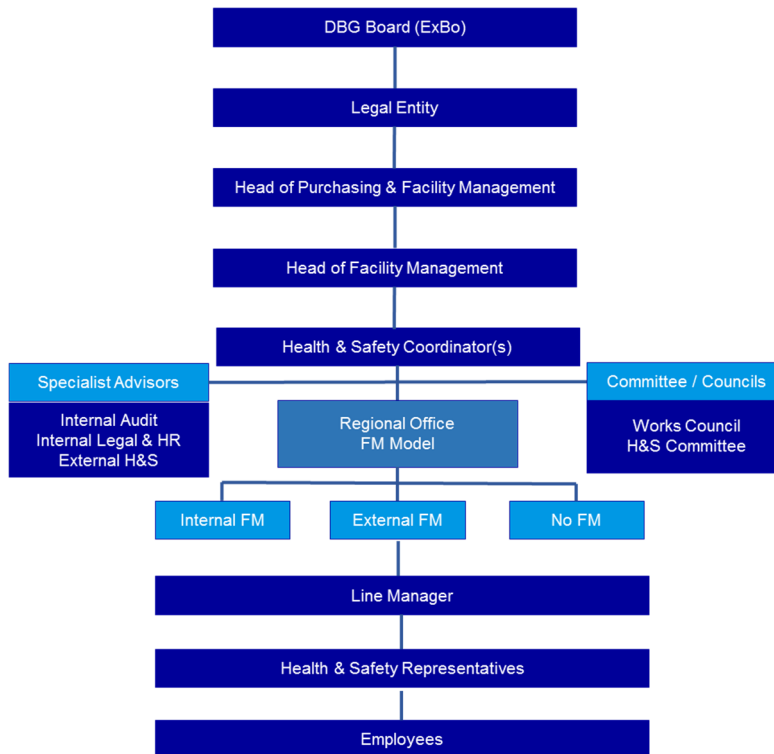 DBG Board (ExBo)
Legal Entity
Head of Purchasing & Facility Management
Head of Facility Management
Health & Safety Coordinator(s)
Specialist Advisors
Internal Audit
Internal Legal & HR
External H&S
Committee / Councils
Works Council
H&S Committee
Regional Office
FM Model
Internal FM
External FM
No FM
Line Manager
Health & Safety Representatives
Employees